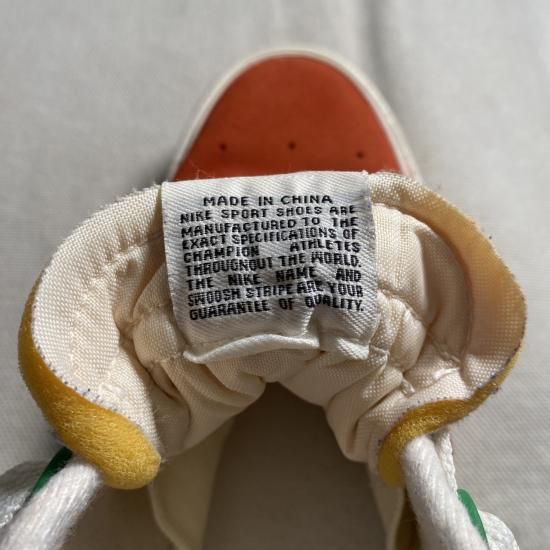 MADE IN CHINA
NIKE SPORT SHOES ARE
MANUFACTURED TO THE
EXACT SPECIFICATIONS OF
CHAMPION ATHLETES
THROUGHOUT THE WORLD.
THE NIKE NAME AND
SWOOSH STRIPE ARE YOUR
GUARANTEE OF QUALITY.